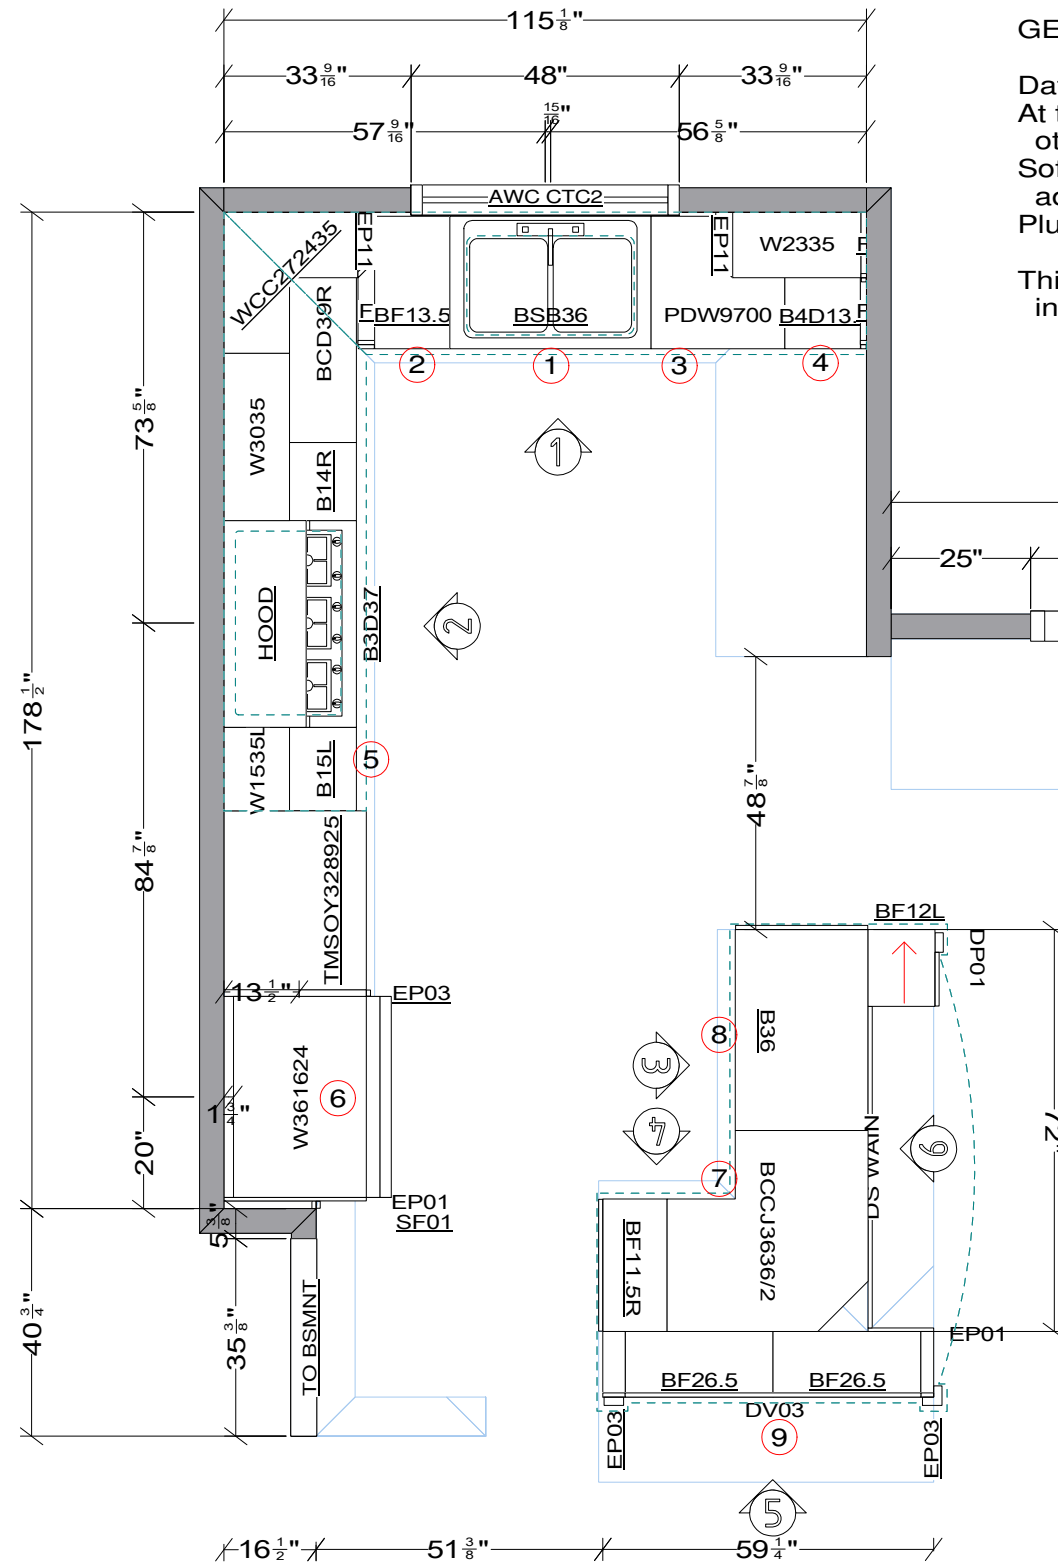 115 1/8"
33 9/16"
48"
33 9/16"
57 9/16"
15/16"
56 5/8"
GE
Da
At
ot
Sof
ac
Plu
Thi
in
AWC CTC2
WCC272435
EP11
EP11
W2335
F
BCD39R
F
BF13.5
BSB36
PDW9700
B4D13.
F
2
1
3
4
73 5/8"
W3035
B14R
1
25"
HOOD
B3D37
2
178 1/2"
W1535L
B15L
5
48 7/8"
84 7/8"
TMSOY328925
BF12L
DP01
13 1/2"
EP03
B36
8
3
W361624
6
1 3/4"
72"
4
DS WAIN
6
20"
7
BCCJ3636/2
EP01
SF01
5 3/8"
BF11.5R
40 3/4"
35 3/8"
TO BSMNT
EP01
BF26.5
BF26.5
DV03
EP03
9
EP03
5
16 1/2"
51 3/8"
59 1/4"